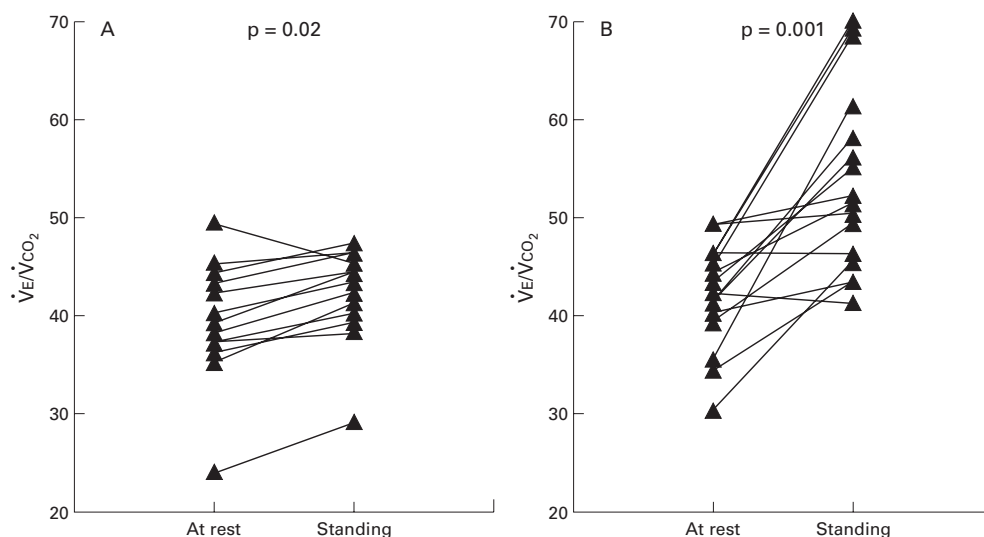 A
p = 0.02
70
60
50
40
30
20
V̇E/V̇CO₂
At rest
Standing
B
p = 0.001
70
60
50
40
30
20
V̇E/V̇CO₂
At rest
Standing